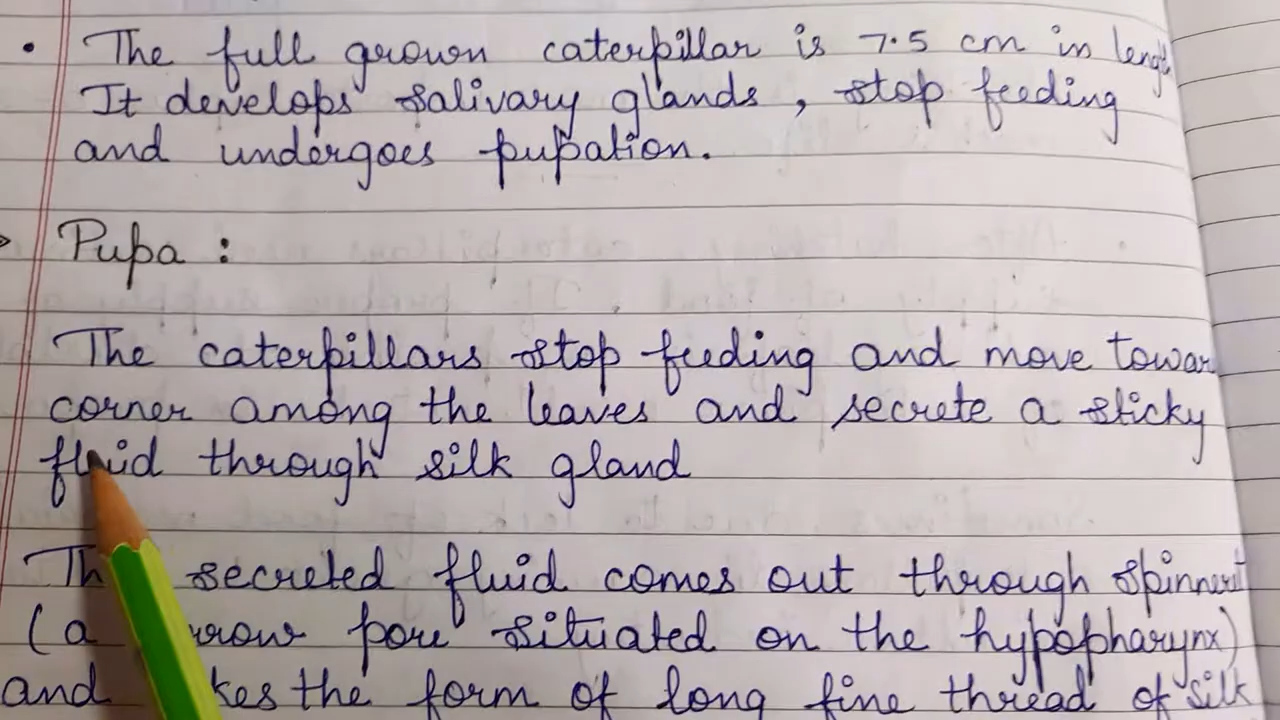 • The full grown caterpillar is 7.5 cm in length
It develops salivary glands, stop feeding
and undergoes pupation.
Pupa :
The caterpillars stop feeding and move towar
corner among the leaves and secrete a sticky
fluid through silk gland
secreted fluid comes out through spinneret
(a pore situated on the hypopharynx)
and the form of long fine thread of silk